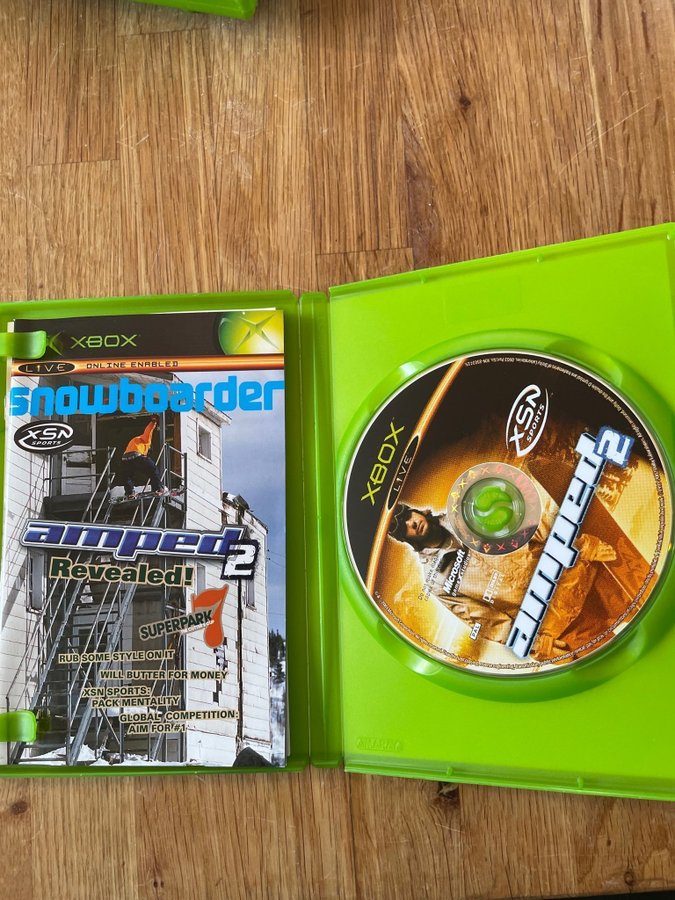 XBOX
LIVE ONLINE ENABLED
snowboarder
XSN
SPORTS
amped 2
Revealed!
SUPERPARK 7
RUB SOME STYLE ON IT
WILL BUTTER FOR MONEY
XSN SPORTS:
PACK MENTALITY
GLOBAL COMPETITION:
AIM FOR #1
XBOX
LIVE
XSN
SPORTS
amped 2
Microsoft